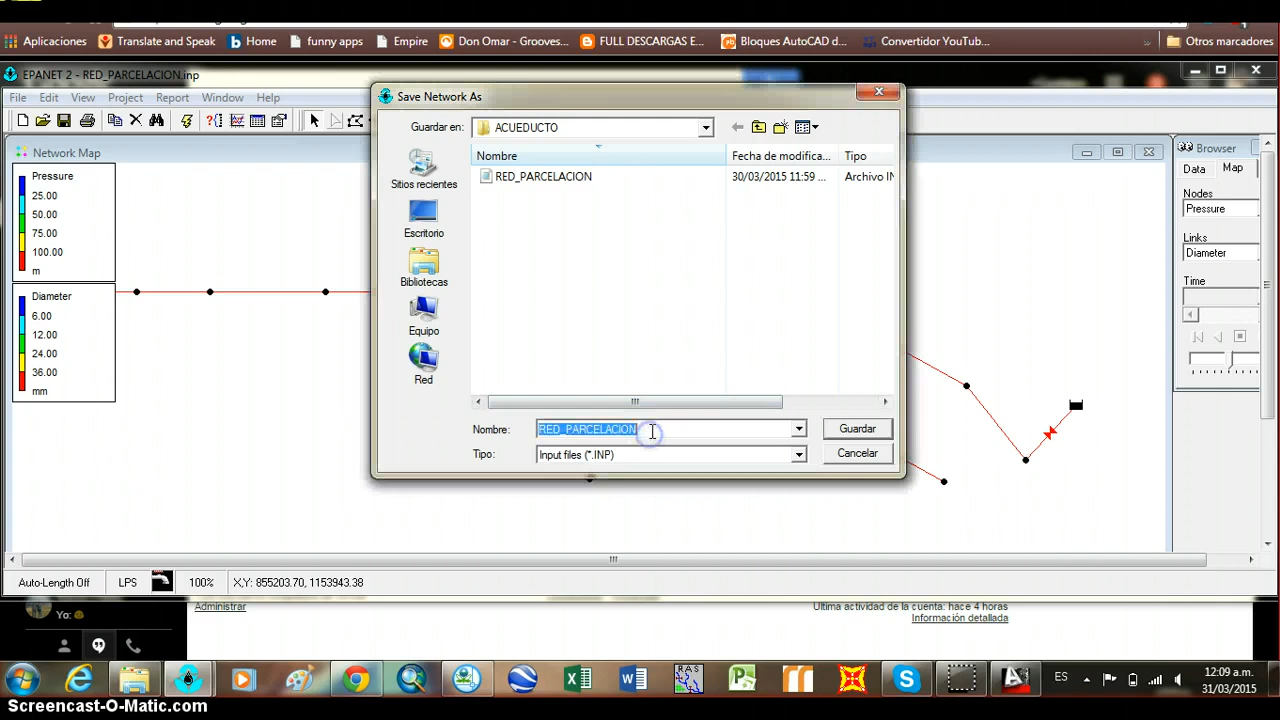 Aplicaciones
Translate and Speak
Home
funny apps
Empire
Don Omar - Grooves...
FULL DESCARGAS E...
Bloques AutoCAD d...
Convertidor YouTub...
»
Otros marcadores
EPANET 2 - RED_PARCELACION.inp
File Edit View Project Report Window Help
Save Network As
Guardar en:
ACUEDUCTO
Nombre
Fecha de modifica...
Tipo
RED_PARCELACION
30/03/2015 11:59 ...
Archivo IN
Sitios recientes
Escritorio
Bibliotecas
Equipo
Red
Nombre:
RED_PARCELACION
Guardar
Tipo:
Input files (*.INP)
Cancelar
Network Map
Pressure
25.00
50.00
75.00
100.00
m
Diameter
6.00
12.00
24.00
36.00
mm
Browser
Data
Map
Nodes
Pressure
Links
Diameter
Time
Auto-Length Off
LPS
100%
X,Y: 855203.70, 1153943.38
Yo:
Administrar
Última actividad de la cuenta: hace 4 horas
Información detallada
RAS
ES
12:09 a.m.
31/03/2015
Screencast-O-Matic.com